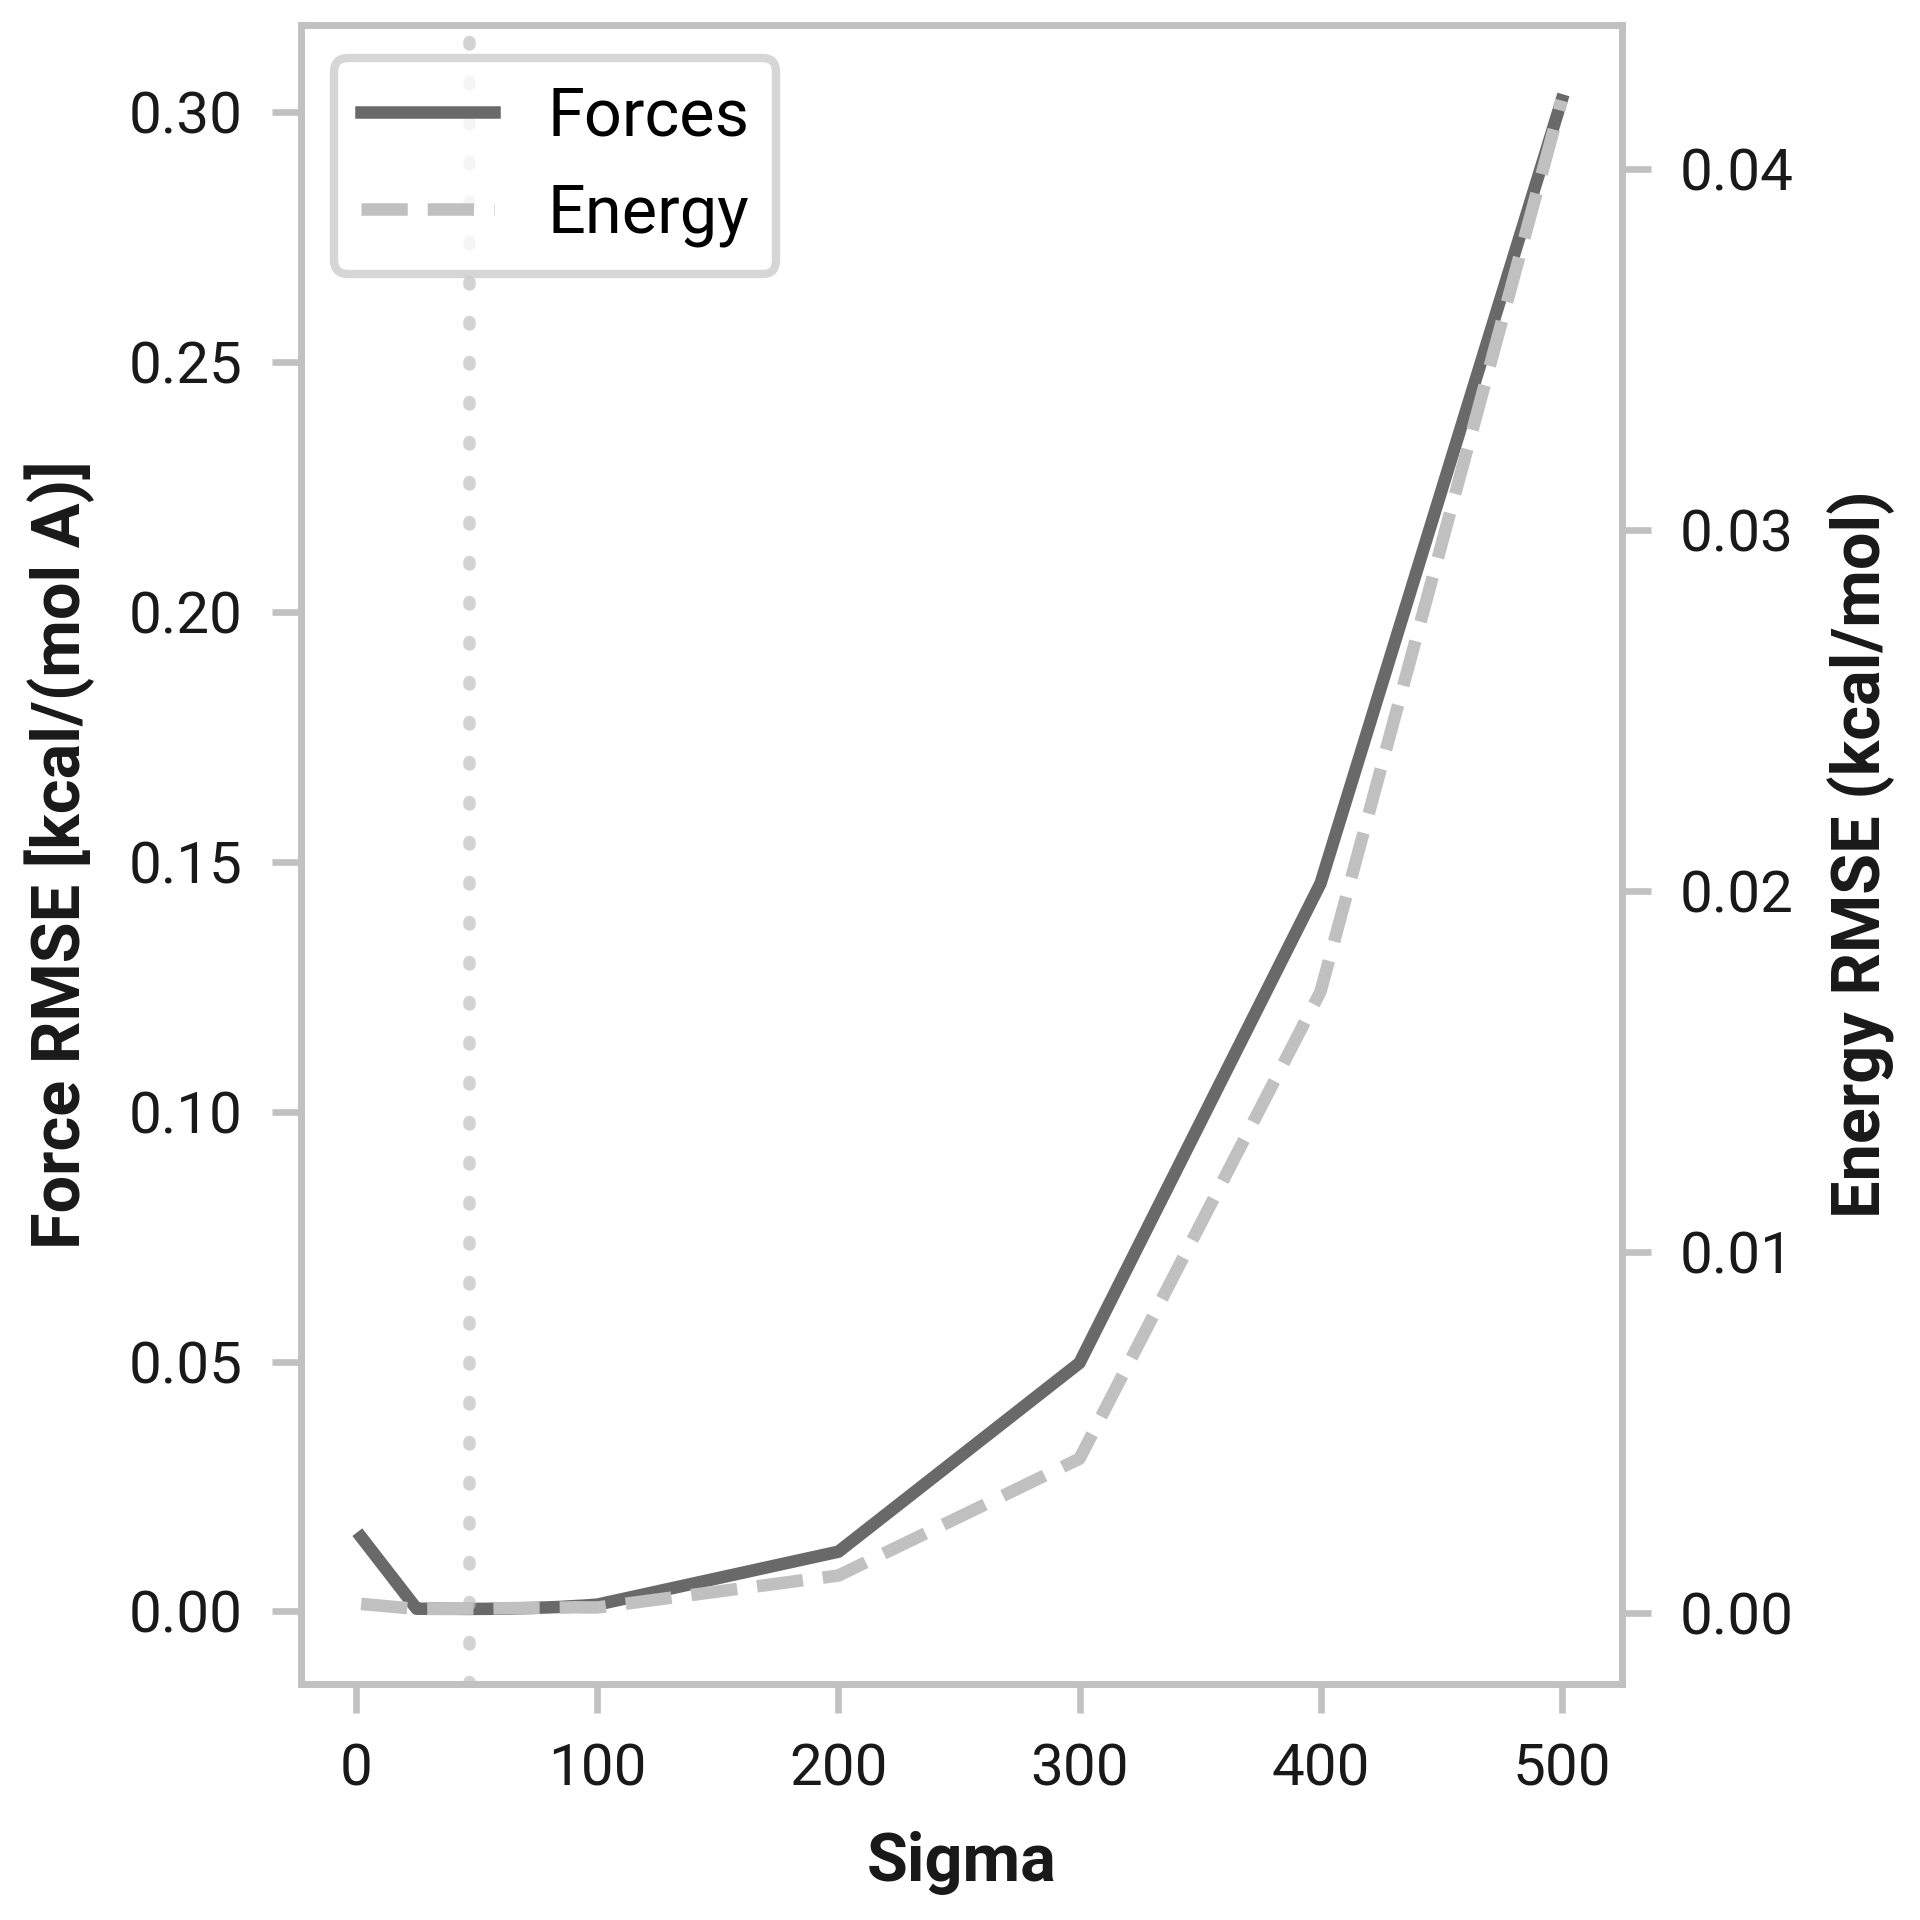 Forces
Energy
0.30
0.25
0.20
0.15
0.10
0.05
0.00
Force RMSE [kcal/(mol A)]
0.04
0.03
0.02
0.01
0.00
Energy RMSE (kcal/mol)
0 100 200 300 400 500
Sigma